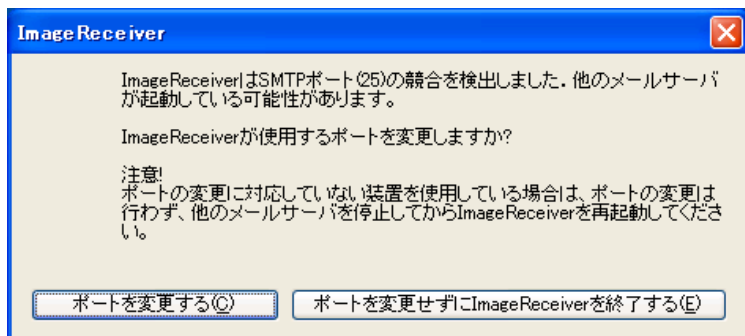 ImageReceiver
ImageReceiverはSMTPポート(25)の競合を検出しました．他のメールサーバ
が起動している可能性があります。
ImageReceiverが使用するポートを変更しますか?
注意!
ポートの変更に対応していない装置を使用している場合は、ポートの変更は
行わず、他のメールサーバを停止してからImageReceiverを再起動してくださ
い。
ポートを変更する(C)
ポートを変更せずにImageReceiverを終了する(E)